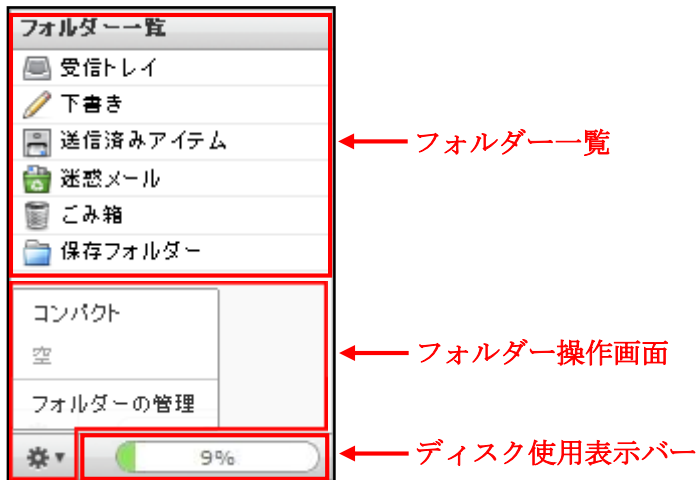 フォルダー一覧
受信トレイ
下書き
送信済みアイテム
迷惑メール
ごみ箱
保存フォルダー
フォルダー一覧
コンパクト
空
フォルダーの管理
フォルダー操作画面
9%
ディスク使用表示バー